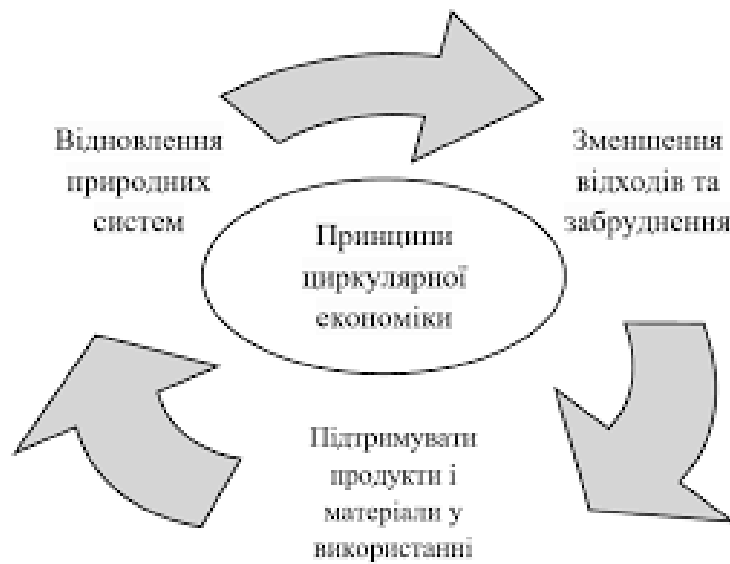 Відновлення
природних
систем
Зменшення
відходів та
забруднення
Принципи
циркулярної
економіки
Підтримувати
продукти і
матеріали у
використанні